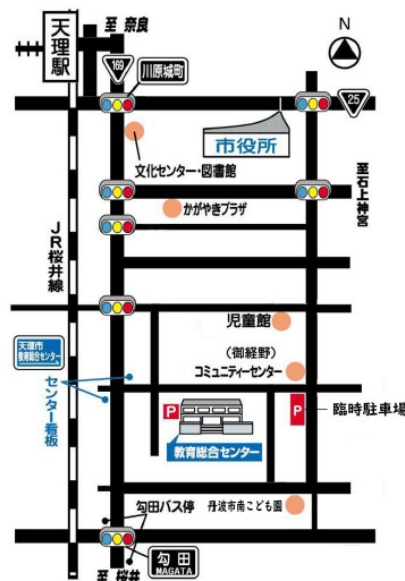 至 奈良
天理駅
N
169
川原城町
25
市役所
文化センター・図書館
至石上神宮
かがやきプラザ
JR桜井線
児童館
天理市
教育総合センター
(御経野)
コミュニティーセンター
センター看板
P
P
臨時駐車場
教育総合センター
勾田バス停
丹波市南こども園
勾田
NAGATA
至 桜井